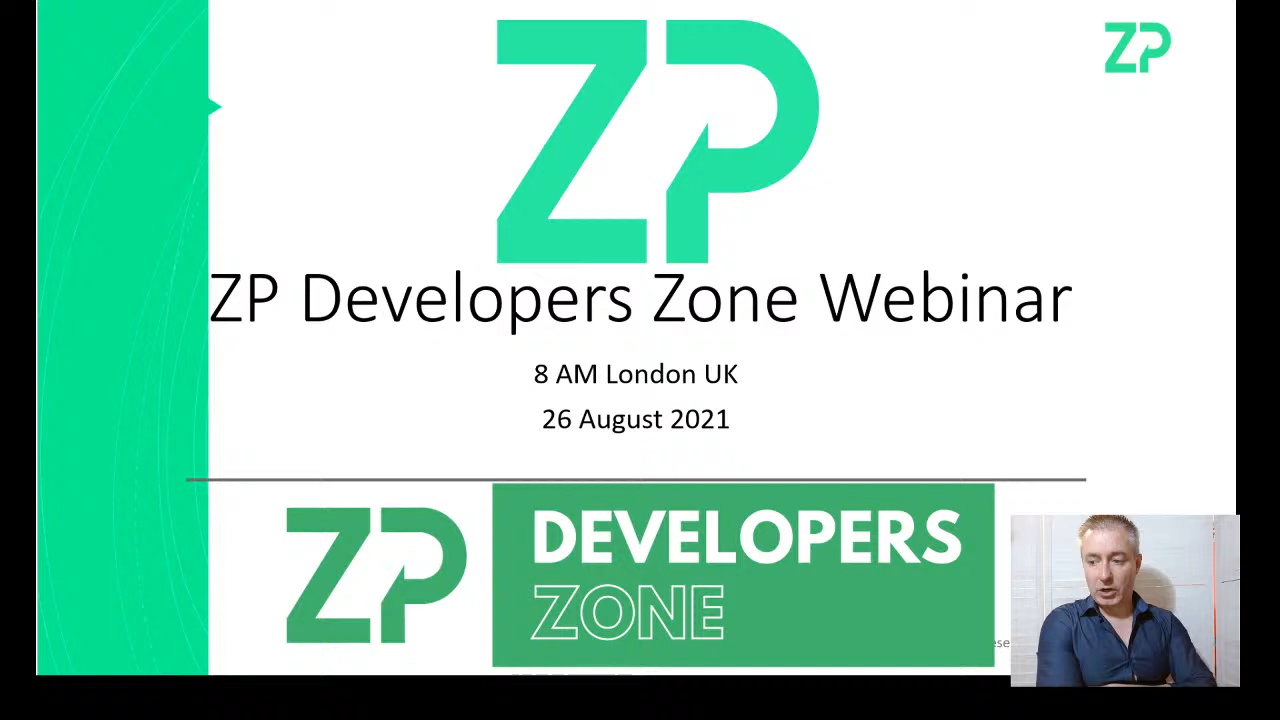 ZP
ZP
ZP Developers Zone Webinar
8 AM London UK
26 August 2021
ZP
DEVELOPERS
ZONE